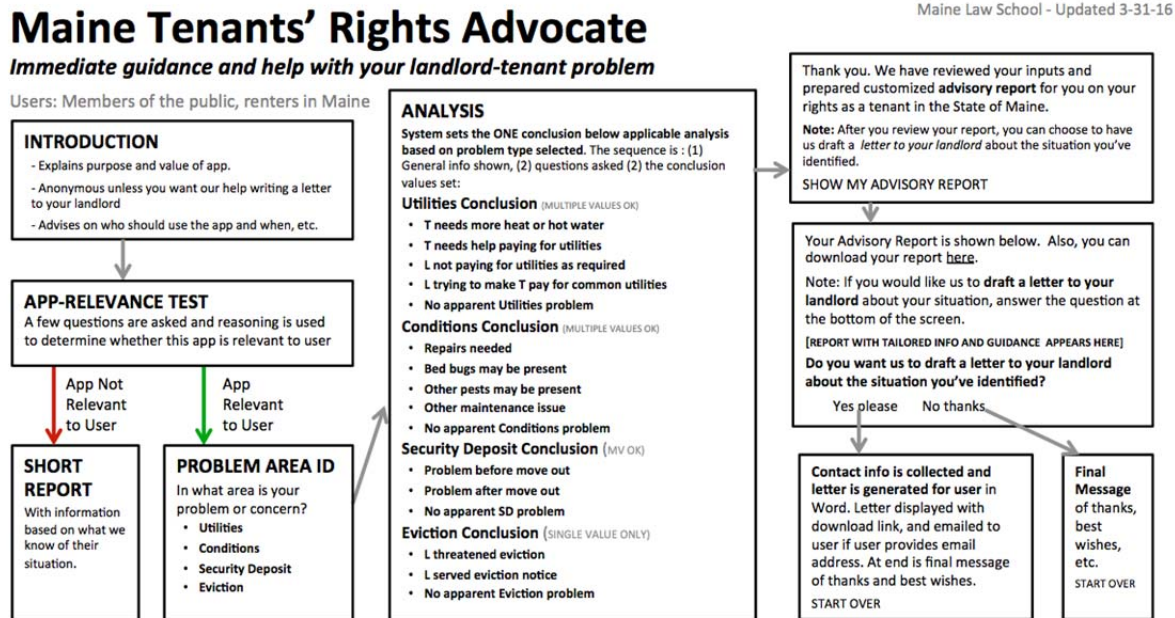 Maine Tenants' Rights Advocate
Maine Law School - Updated 3-31-16
Immediate guidance and help with your landlord-tenant problem
Users: Members of the public, renters in Maine
INTRODUCTION
- Explains purpose and value of app.
- Anonymous unless you want our help writing a letter
to your landlord
- Advises on who should use the app and when, etc.
APP-RELEVANCE TEST
A few questions are asked and reasoning is used
to determine whether this app is relevant to user
App Not
Relevant
to User
App
Relevant
to User
SHORT
REPORT
With information
based on what we
know of their
situation.
PROBLEM AREA ID
In what area is your
problem or concern?
• Utilities
• Conditions
• Security Deposit
• Eviction
ANALYSIS
System sets the ONE conclusion below applicable analysis
based on problem type selected. The sequence is : (1)
General info shown, (2) questions asked (2) the conclusion
values set:
Utilities Conclusion (MULTIPLE VALUES OK)
• T needs more heat or hot water
• T needs help paying for utilities
• L not paying for utilities as required
• L trying to make T pay for common utilities
• No apparent Utilities problem
Conditions Conclusion (MULTIPLE VALUES OK)
• Repairs needed
• Bed bugs may be present
• Other pests may be present
• Other maintenance issue
• No apparent Conditions problem
Security Deposit Conclusion (MV OK)
• Problem before move out
• Problem after move out
• No apparent SD problem
Eviction Conclusion (SINGLE VALUE ONLY)
• L threatened eviction
• L served eviction notice
• No apparent Eviction problem
Thank you. We have reviewed your inputs and
prepared customized advisory report for you on your
rights as a tenant in the State of Maine.
Note: After you review your report, you can choose to have
us draft a letter to your landlord about the situation you've
identified.
SHOW MY ADVISORY REPORT
Your Advisory Report is shown below. Also, you can
download your report here.
Note: If you would like us to draft a letter to your
landlord about your situation, answer the question at
the bottom of the screen.
[REPORT WITH TAILORED INFO AND GUIDANCE APPEARS HERE]
Do you want us to draft a letter to your landlord
about the situation you've identified?
Yes please No thanks
Contact info is collected and
letter is generated for user in
Word. Letter displayed with
download link, and emailed to
user if user provides email
address. At end is final message
of thanks and best wishes.
START OVER
Final
Message
of thanks,
best
wishes,
etc.
START OVER